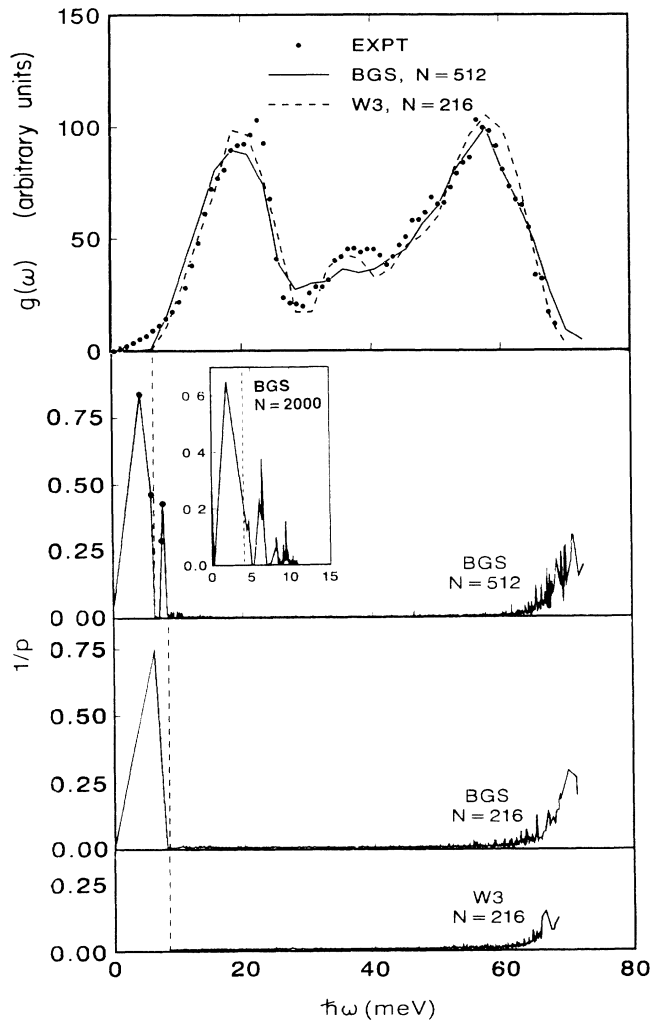 150
EXPT
BGS, N = 512
W3, N = 216
100
50
0
g(ω) (arbitrary units)
0.75
0.50
0.25
0.00
BGS
N = 2000
0 6
0 4
0.2
0.0
0 5 10 15
BGS
N = 512
1/p
0.75
0.50
0.25
0.00
BGS
N = 216
0.25
0.00
W3
N = 216
0 20 40 60 80
ℏω (meV)